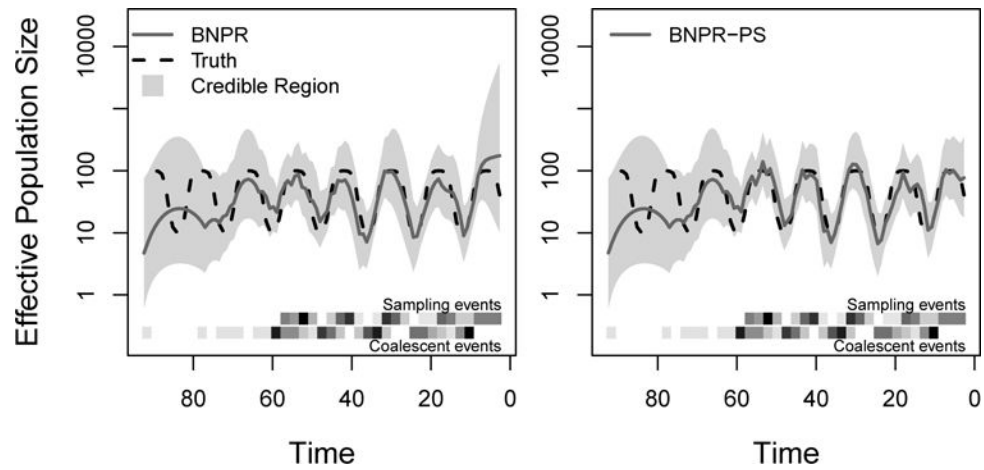 Effective Population Size
10000
100
10
1
BNPR
Truth
Credible Region
Sampling events
Coalescent events
80 60 40 20 0
Time
10000
100
10
1
BNPR−PS
Sampling events
Coalescent events
80 60 40 20 0
Time